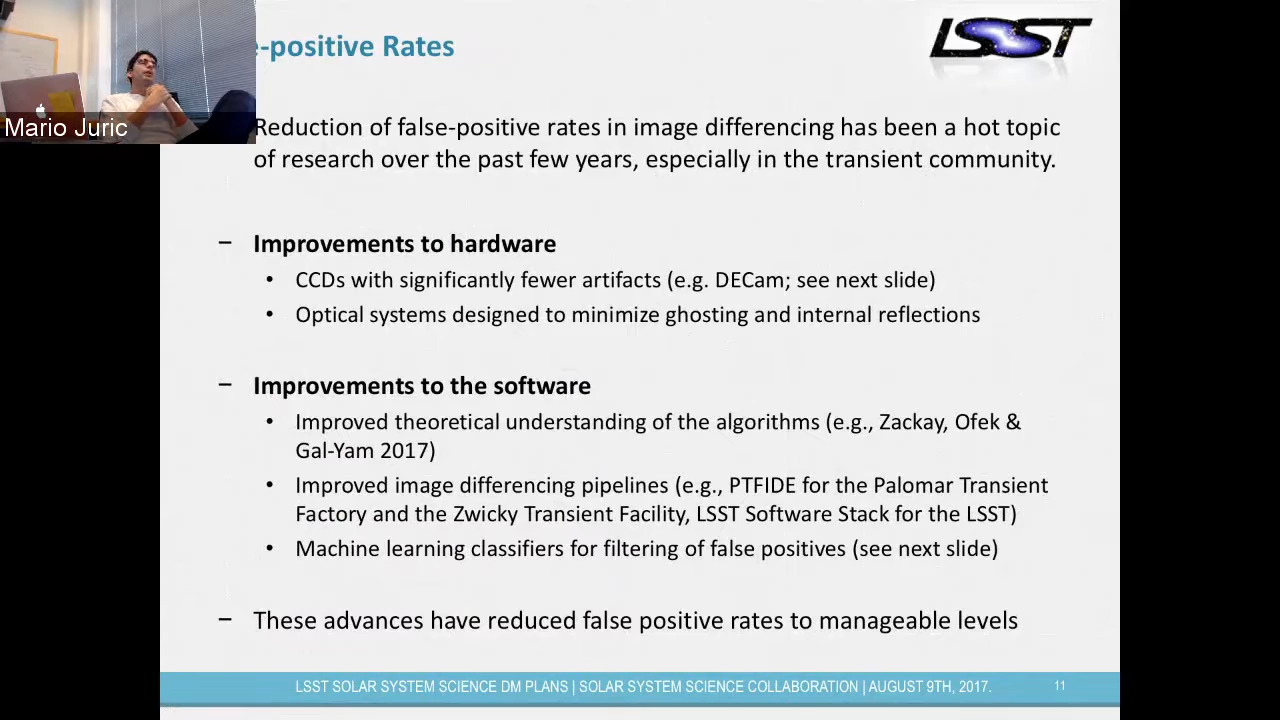 e-positive Rates
LSST
Mario Juric
Reduction of false-positive rates in image differencing has been a hot topic
of research over the past few years, especially in the transient community.
− Improvements to hardware
• CCDs with significantly fewer artifacts (e.g. DECam; see next slide)
• Optical systems designed to minimize ghosting and internal reflections
− Improvements to the software
• Improved theoretical understanding of the algorithms (e.g., Zackay, Ofek &
Gal-Yam 2017)
• Improved image differencing pipelines (e.g., PTFIDE for the Palomar Transient
Factory and the Zwicky Transient Facility, LSST Software Stack for the LSST)
• Machine learning classifiers for filtering of false positives (see next slide)
− These advances have reduced false positive rates to manageable levels
LSST SOLAR SYSTEM SCIENCE DM PLANS | SOLAR SYSTEM SCIENCE COLLABORATION | AUGUST 9TH, 2017. 11